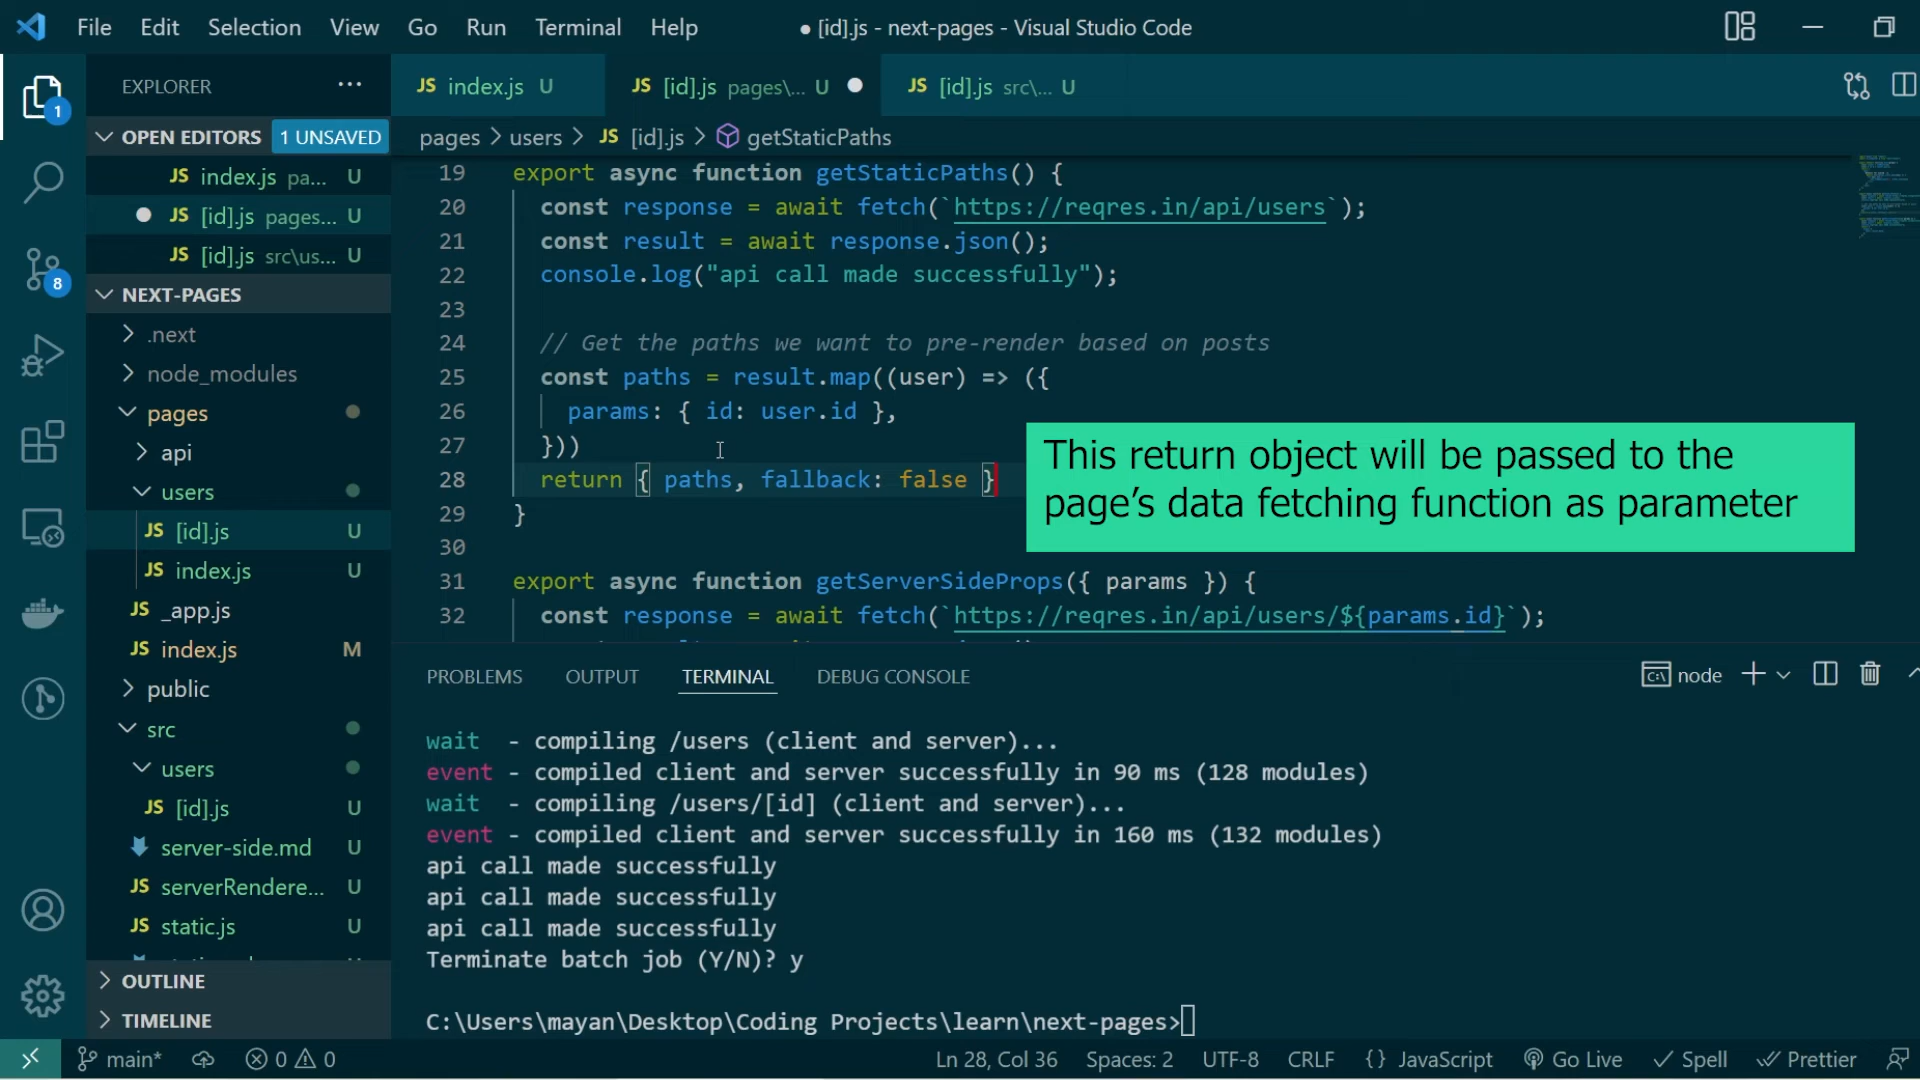 File Edit Selection View Go Run Terminal Help
● [id].js - next-pages - Visual Studio Code
EXPLORER ...
JS index.js U
JS [id].js pages\... U
JS [id].js src\... U
OPEN EDITORS 1 UNSAVED
JS index.js pa... U
JS [id].js pages... U
JS [id].js src\us... U
NEXT-PAGES
.next
node_modules
pages
api
users
JS [id].js U
JS index.js U
JS _app.js
JS index.js M
public
src
users
JS [id].js U
server-side.md U
JS serverRendere... U
JS static.js U
OUTLINE
TIMELINE
1
8
pages > users > JS [id].js > getStaticPaths
19 export async function getStaticPaths() {
20 const response = await fetch(`https://reqres.in/api/users`);
21 const result = await response.json();
22 console.log("api call made successfully");
23
24 // Get the paths we want to pre-render based on posts
25 const paths = result.map((user) => ({
26 params: { id: user.id },
27 }))
28 return { paths, fallback: false }
29 }
30
31 export async function getServerSideProps({ params }) {
32 const response = await fetch(`https://reqres.in/api/users/${params.id}`);
This return object will be passed to the
page’s data fetching function as parameter
PROBLEMS OUTPUT TERMINAL DEBUG CONSOLE
node
wait - compiling /users (client and server)...
event - compiled client and server successfully in 90 ms (128 modules)
wait - compiling /users/[id] (client and server)...
event - compiled client and server successfully in 160 ms (132 modules)
api call made successfully
api call made successfully
api call made successfully
Terminate batch job (Y/N)? y
C:\Users\mayan\Desktop\Coding Projects\learn\next-pages>
main* 0 0 Ln 28, Col 36 Spaces: 2 UTF-8 CRLF {} JavaScript Go Live Spell Prettier